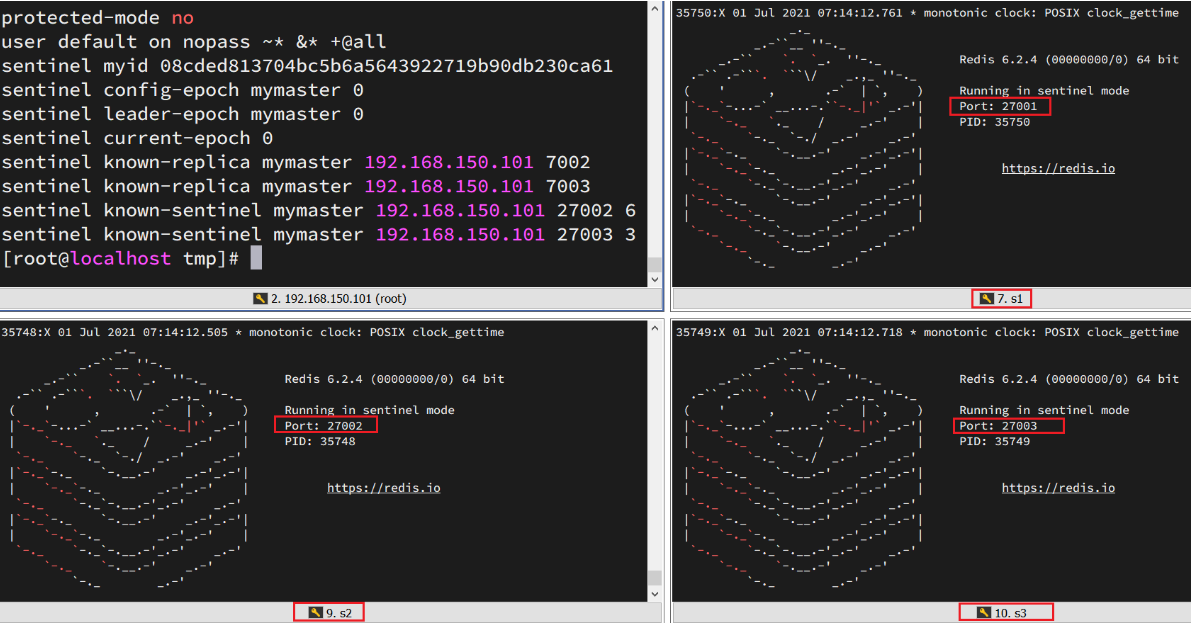 protected-mode no
user default on nopass ~* &* +@all
sentinel myid 08cded813704bc5b6a5643922719b90db230ca61
sentinel config-epoch mymaster 0
sentinel leader-epoch mymaster 0
sentinel current-epoch 0
sentinel known-replica mymaster 192.168.150.101 7002
sentinel known-replica mymaster 192.168.150.101 7003
sentinel known-sentinel mymaster 192.168.150.101 27002 6
sentinel known-sentinel mymaster 192.168.150.101 27003 3
[root@localhost tmp]#
2. 192.168.150.101 (root)
35750:X 01 Jul 2021 07:14:12.761 * monotonic clock: POSIX clock_gettime
Redis 6.2.4 (00000000/0) 64 bit
Running in sentinel mode
Port: 27001
PID: 35750
https://redis.io
7. s1
35748:X 01 Jul 2021 07:14:12.505 * monotonic clock: POSIX clock_gettime
Redis 6.2.4 (00000000/0) 64 bit
Running in sentinel mode
Port: 27002
PID: 35748
https://redis.io
9. s2
35749:X 01 Jul 2021 07:14:12.718 * monotonic clock: POSIX clock_gettime
Redis 6.2.4 (00000000/0) 64 bit
Running in sentinel mode
Port: 27003
PID: 35749
https://redis.io
10. s3